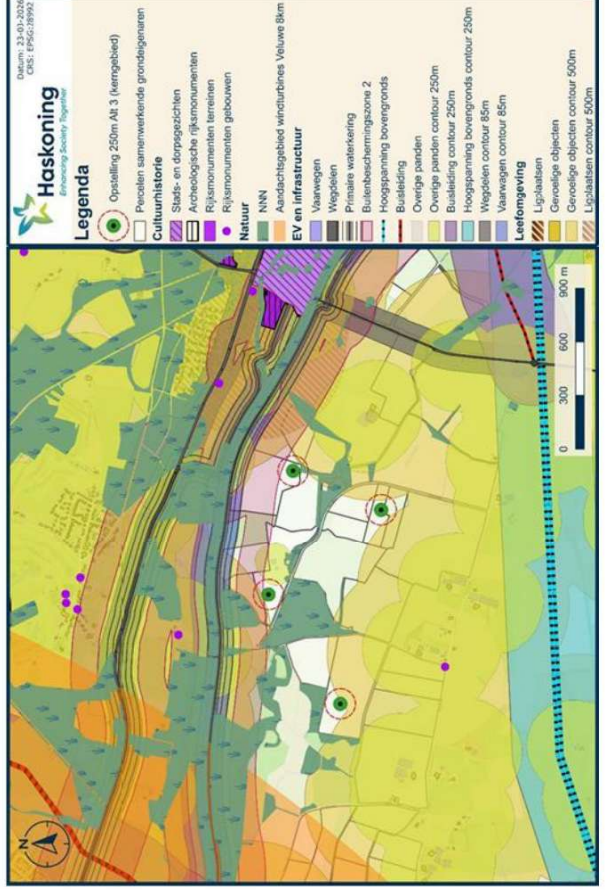 Datum: 23-01-2026
CRS: EPSG:28992
Haskoning
Enhancing Society Together
Legenda
Opstelling 250m Alt 3 (kerngebied)
Percelen samenwerkende grondeigenaren
Cultuurhistorie
Stads- en dorpsgezichten
Archeologische rijksmonumenten
Rijksmonumenten terreinen
Rijksmonumenten gebouwen
Natuur
NNN
Aandachtsgebied windturbines Veluwe 8km
EV en infrastructuur
Vaarwegen
Wegdelen
Primaire waterkering
Buitenbeschermingszone 2
Hoogspanning bovengronds
Buisleiding
Overige panden
Overige panden contour 250m
Buisleiding contour 250m
Hoogspanning bovengronds contour 250m
Wegdelen contour 85m
Vaarwagen contour 85m
Leefomgeving
Ligplaatsen
Gevoelige objecten
Gevoelige objecten contour 500m
Ligplaatsen contour 500m
N
0 300 600 900 m